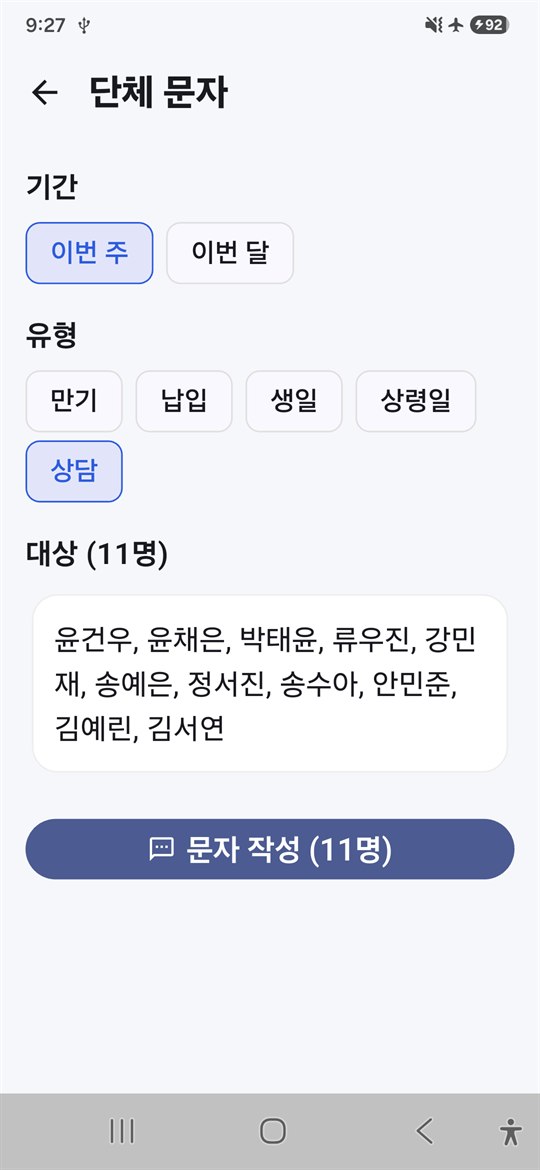 9:27 92
단체 문자
기간
이번 주 이번 달
유형
만기 납입 생일 상령일
상담
대상 (11명)
윤건우, 윤채은, 박태윤, 류우진, 강민
재, 송예은, 정서진, 송수아, 안민준,
김예린, 김서연
문자 작성 (11명)